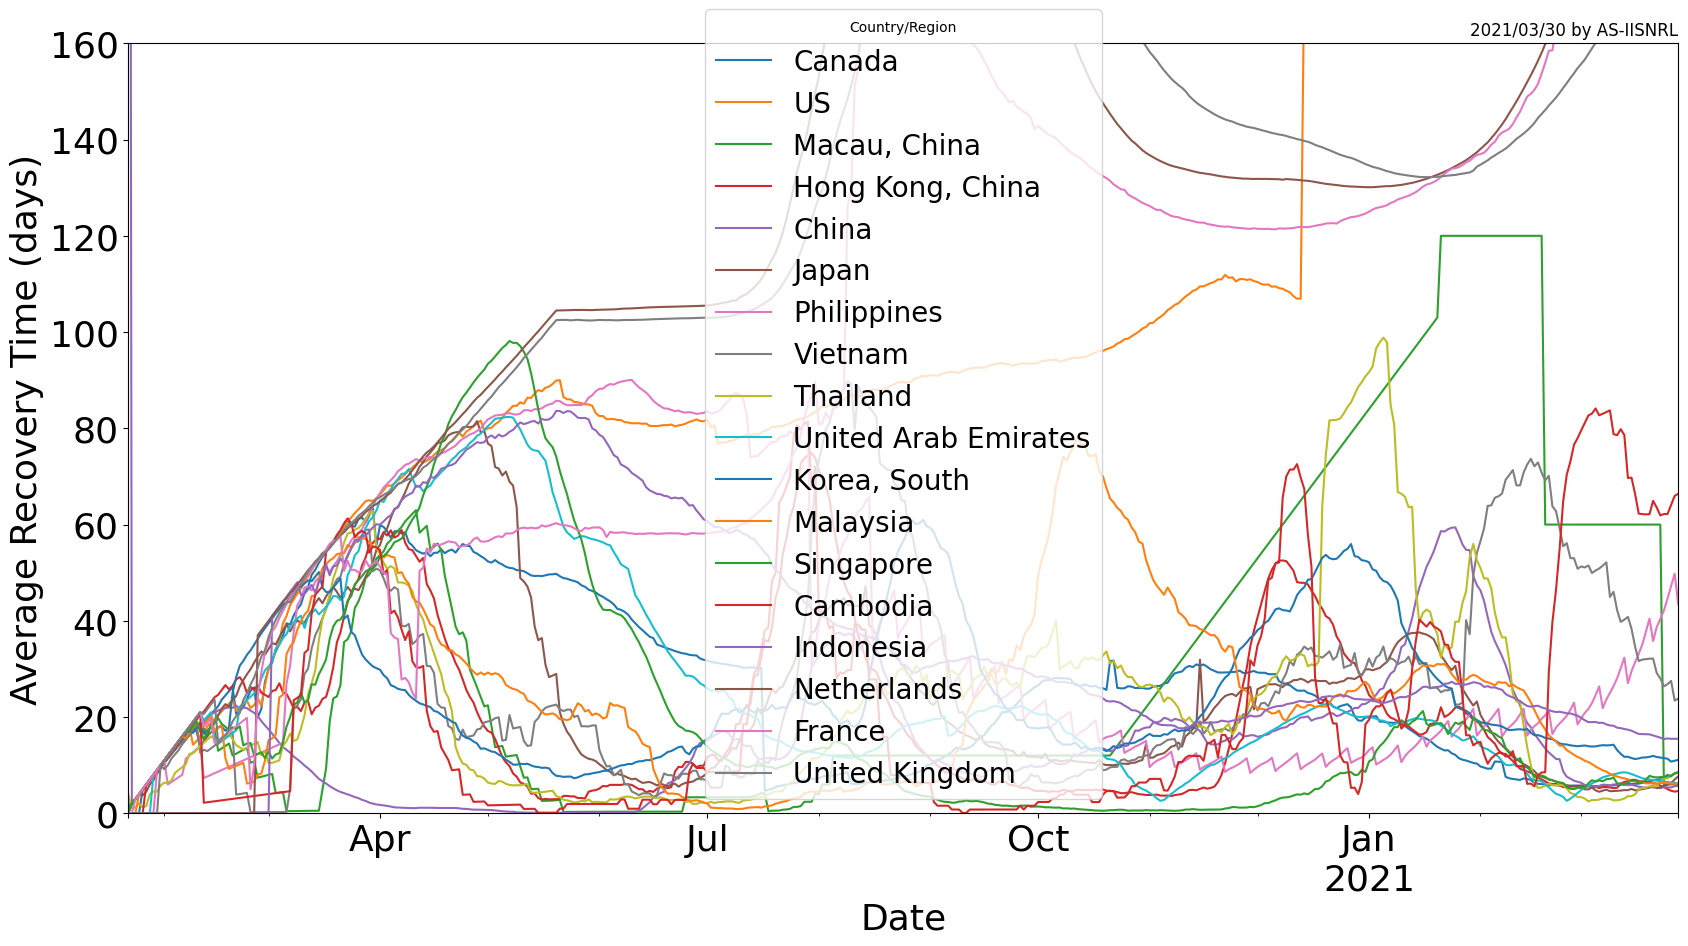 Country/Region
2021/03/30 by AS-IISNRL
Canada
US
Macau, China
Hong Kong, China
China
Japan
Philippines
Vietnam
Thailand
United Arab Emirates
Korea, South
Malaysia
Singapore
Cambodia
Indonesia
Netherlands
France
United Kingdom
Average Recovery Time (days)
160
140
120
100
80
60
40
20
0
Apr
Jul
Oct
Jan
2021
Date